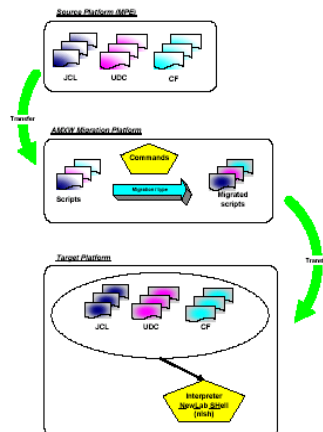 Source Platform (MPE)
JCL UDC CF
Transfer
AMXW Migration Platform
Commands
Migration type
Scripts
Migrated
scripts
Trans
Target Platform
JCL UDC CF
Interpreter
NewLab SHell
(nlsh)